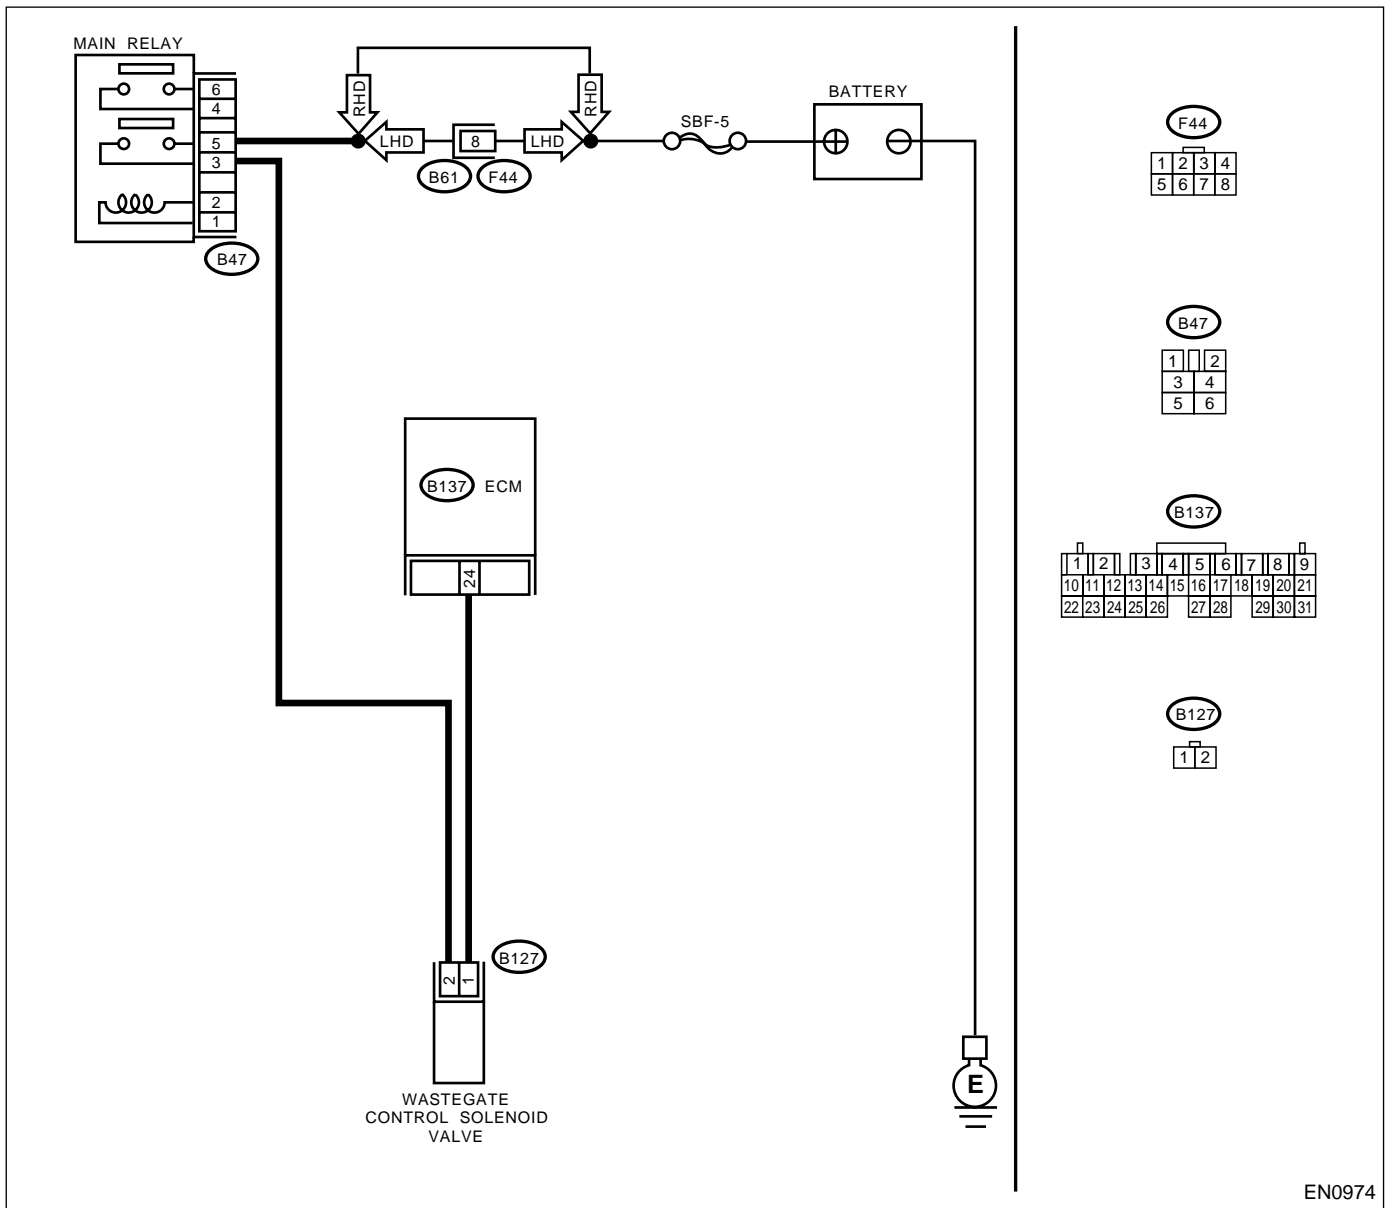 MAIN RELAY
6
4
5
3
2
1
B47
RHD
RHD
LHD
8
LHD
B61
F44
SBF-5
BATTERY
B137 ECM
24
B127
2 1
WASTEGATE
CONTROL SOLENOID
VALVE
E
F44
1 2 3 4
5 6 7 8
B47
1 2
3 4
5 6
B137
1 2 3 4 5 6 7 8 9
10 11 12 13 14 15 16 17 18 19 20 21
22 23 24 25 26 27 28 29 30 31
B127
1 2
EN0974